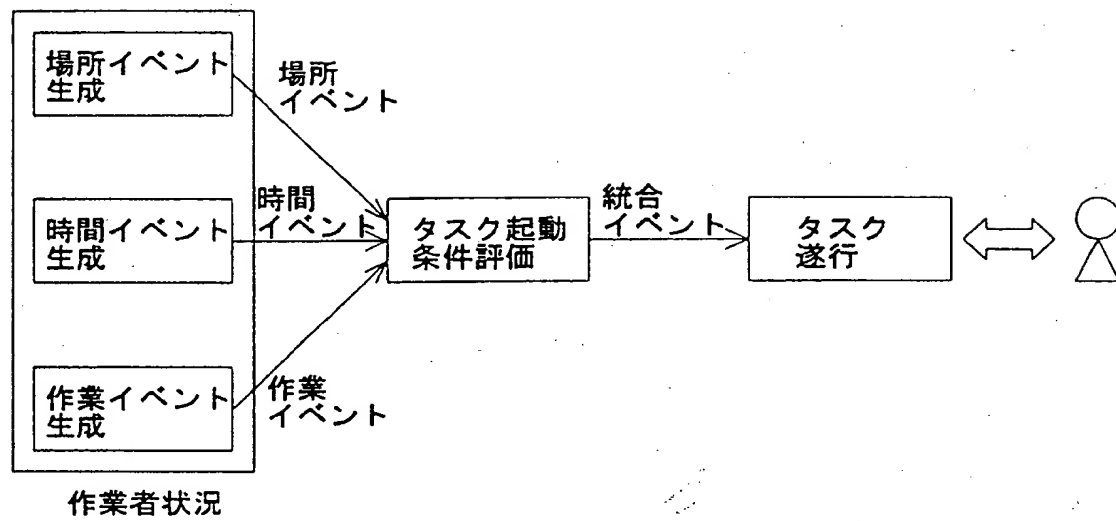 場所イベント
生成
場所
イベント
時間イベント
生成
時間
イベント
タスク起動
条件評価
統合
イベント
タスク
遂行
作業イベント
生成
作業
イベント
作業者状況